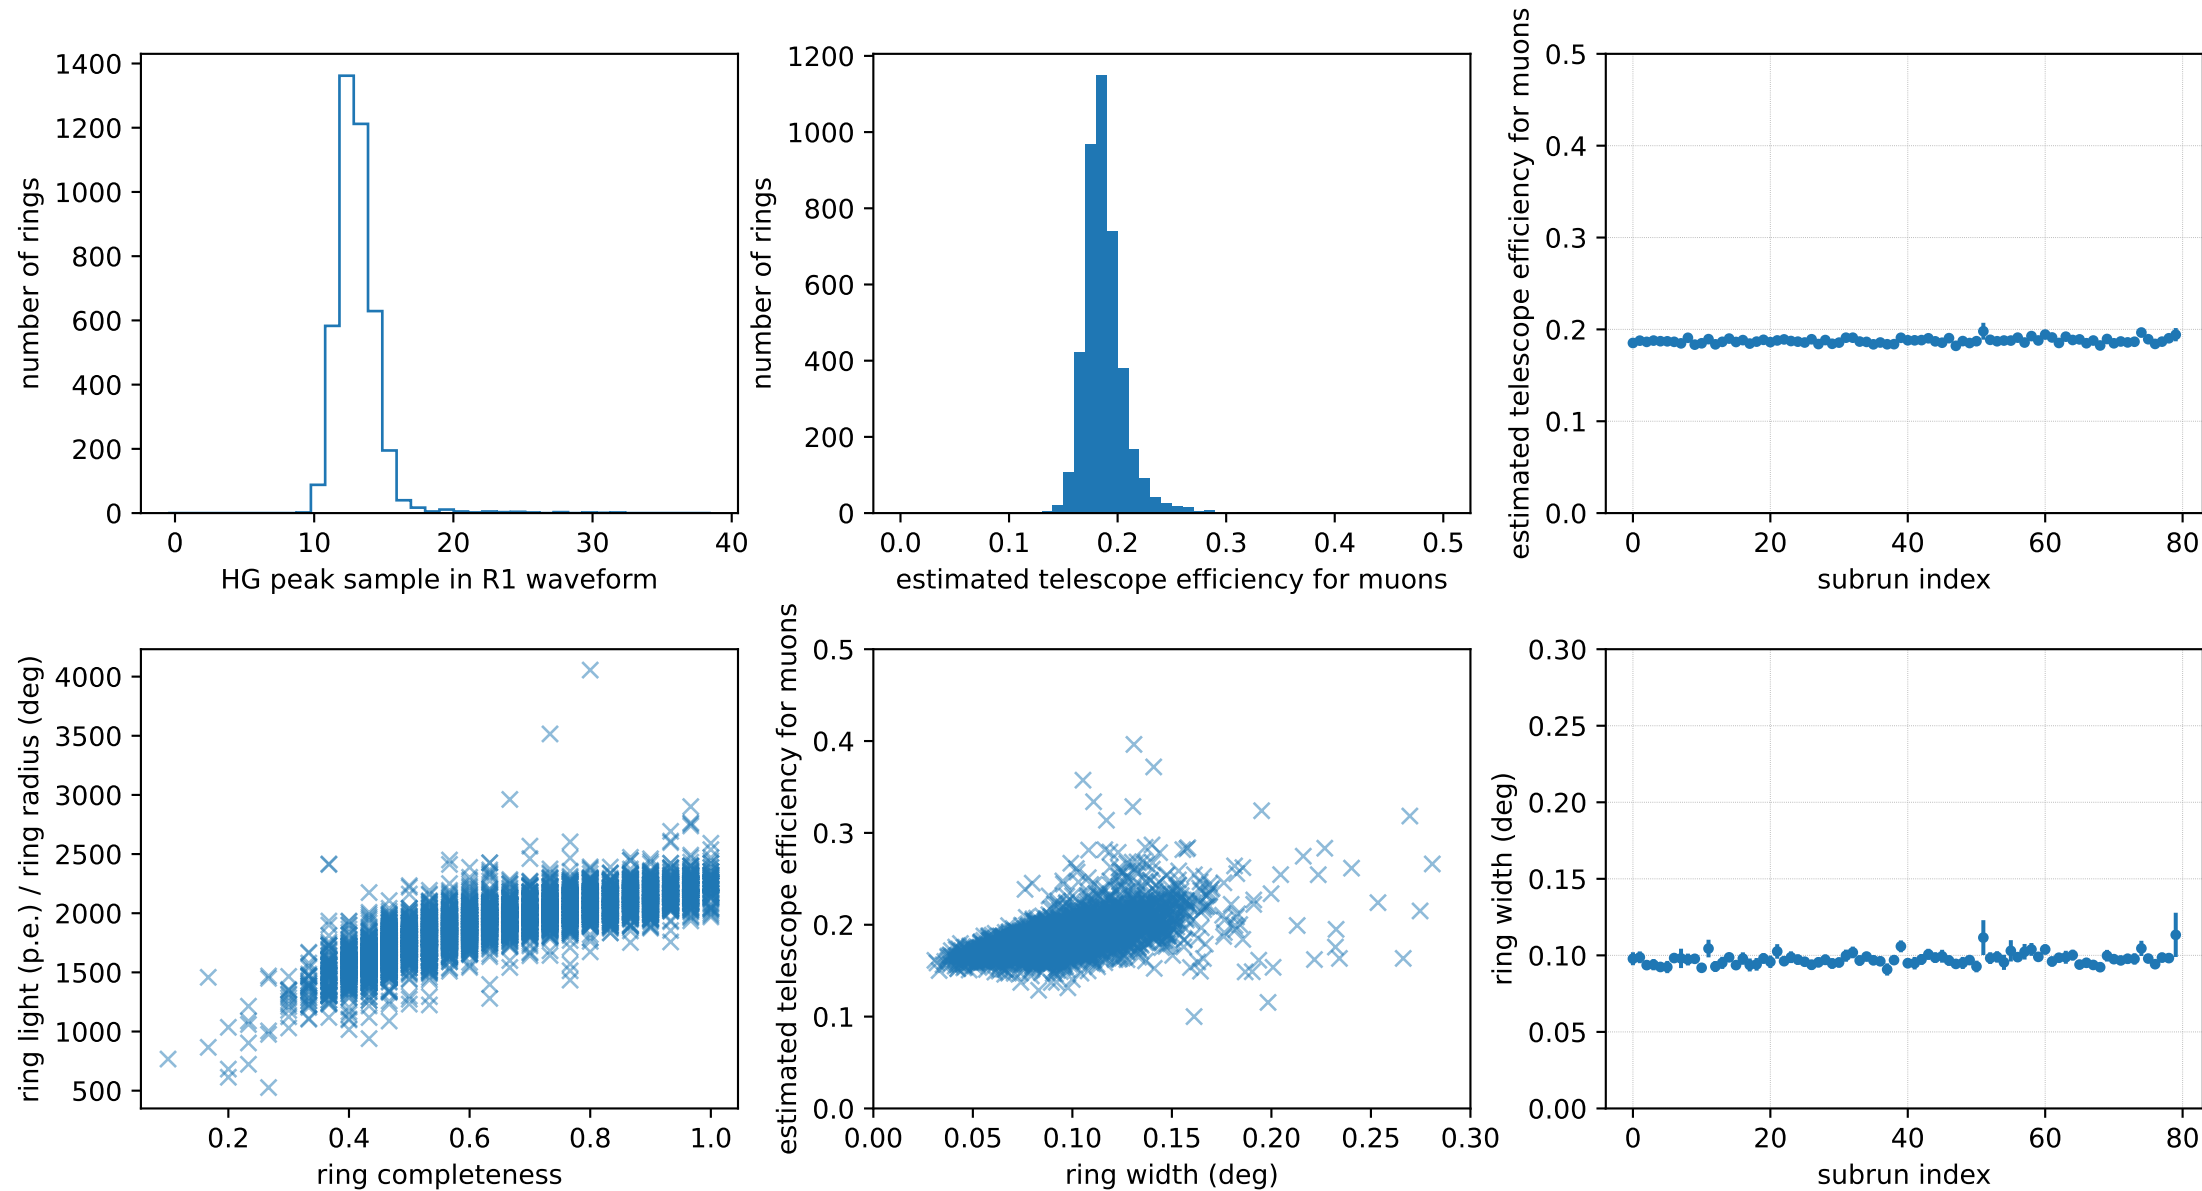 number of rings
1400
1200
1000
800
600
400
200
0
0 10 20 30 40
HG peak sample in R1 waveform
number of rings
1200
1000
800
600
400
200
0
0.0 0.1 0.2 0.3 0.4 0.5
estimated telescope efficiency for muons
estimated telescope efficiency for muons
0.5
0.4
0.3
0.2
0.1
0.0
0 20 40 60 80
subrun index
ring light (p.e.) / ring radius (deg)
4000
3500
3000
2500
2000
1500
1000
500
0.2 0.4 0.6 0.8 1.0
ring completeness
estimated telescope efficiency for muons
0.5
0.4
0.3
0.2
0.1
0.0
0.00 0.05 0.10 0.15 0.20 0.25 0.30
ring width (deg)
ring width (deg)
0.30
0.25
0.20
0.15
0.10
0.05
0.00
0 20 40 60 80
subrun index